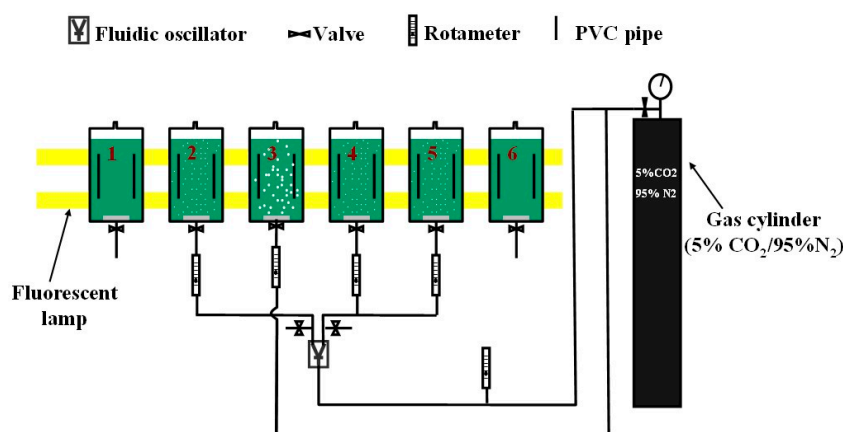 Fluidic oscillator
Valve
Rotameter
PVC pipe
1
2
3
4
5
6
5%CO2
95% N2
Gas cylinder
(5% CO₂/95%N₂)
Fluorescent
lamp